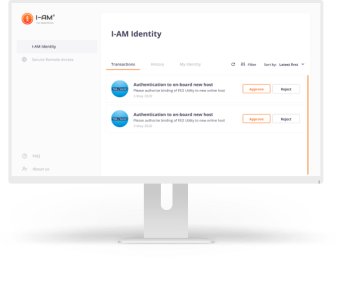 I-AM
I-AM Identity
I-AM Identity
Secure Remote Access
Transactions
History
My Identity
Filter
Sort by: Latest first
Authentication to on-board new host
Please authorize binding of ESS Utility to new online host
Approve
Reject
Authentication to on-board new host
Please authorize binding of ESS Utility to new online host
Approve
Reject
FAQ
About us